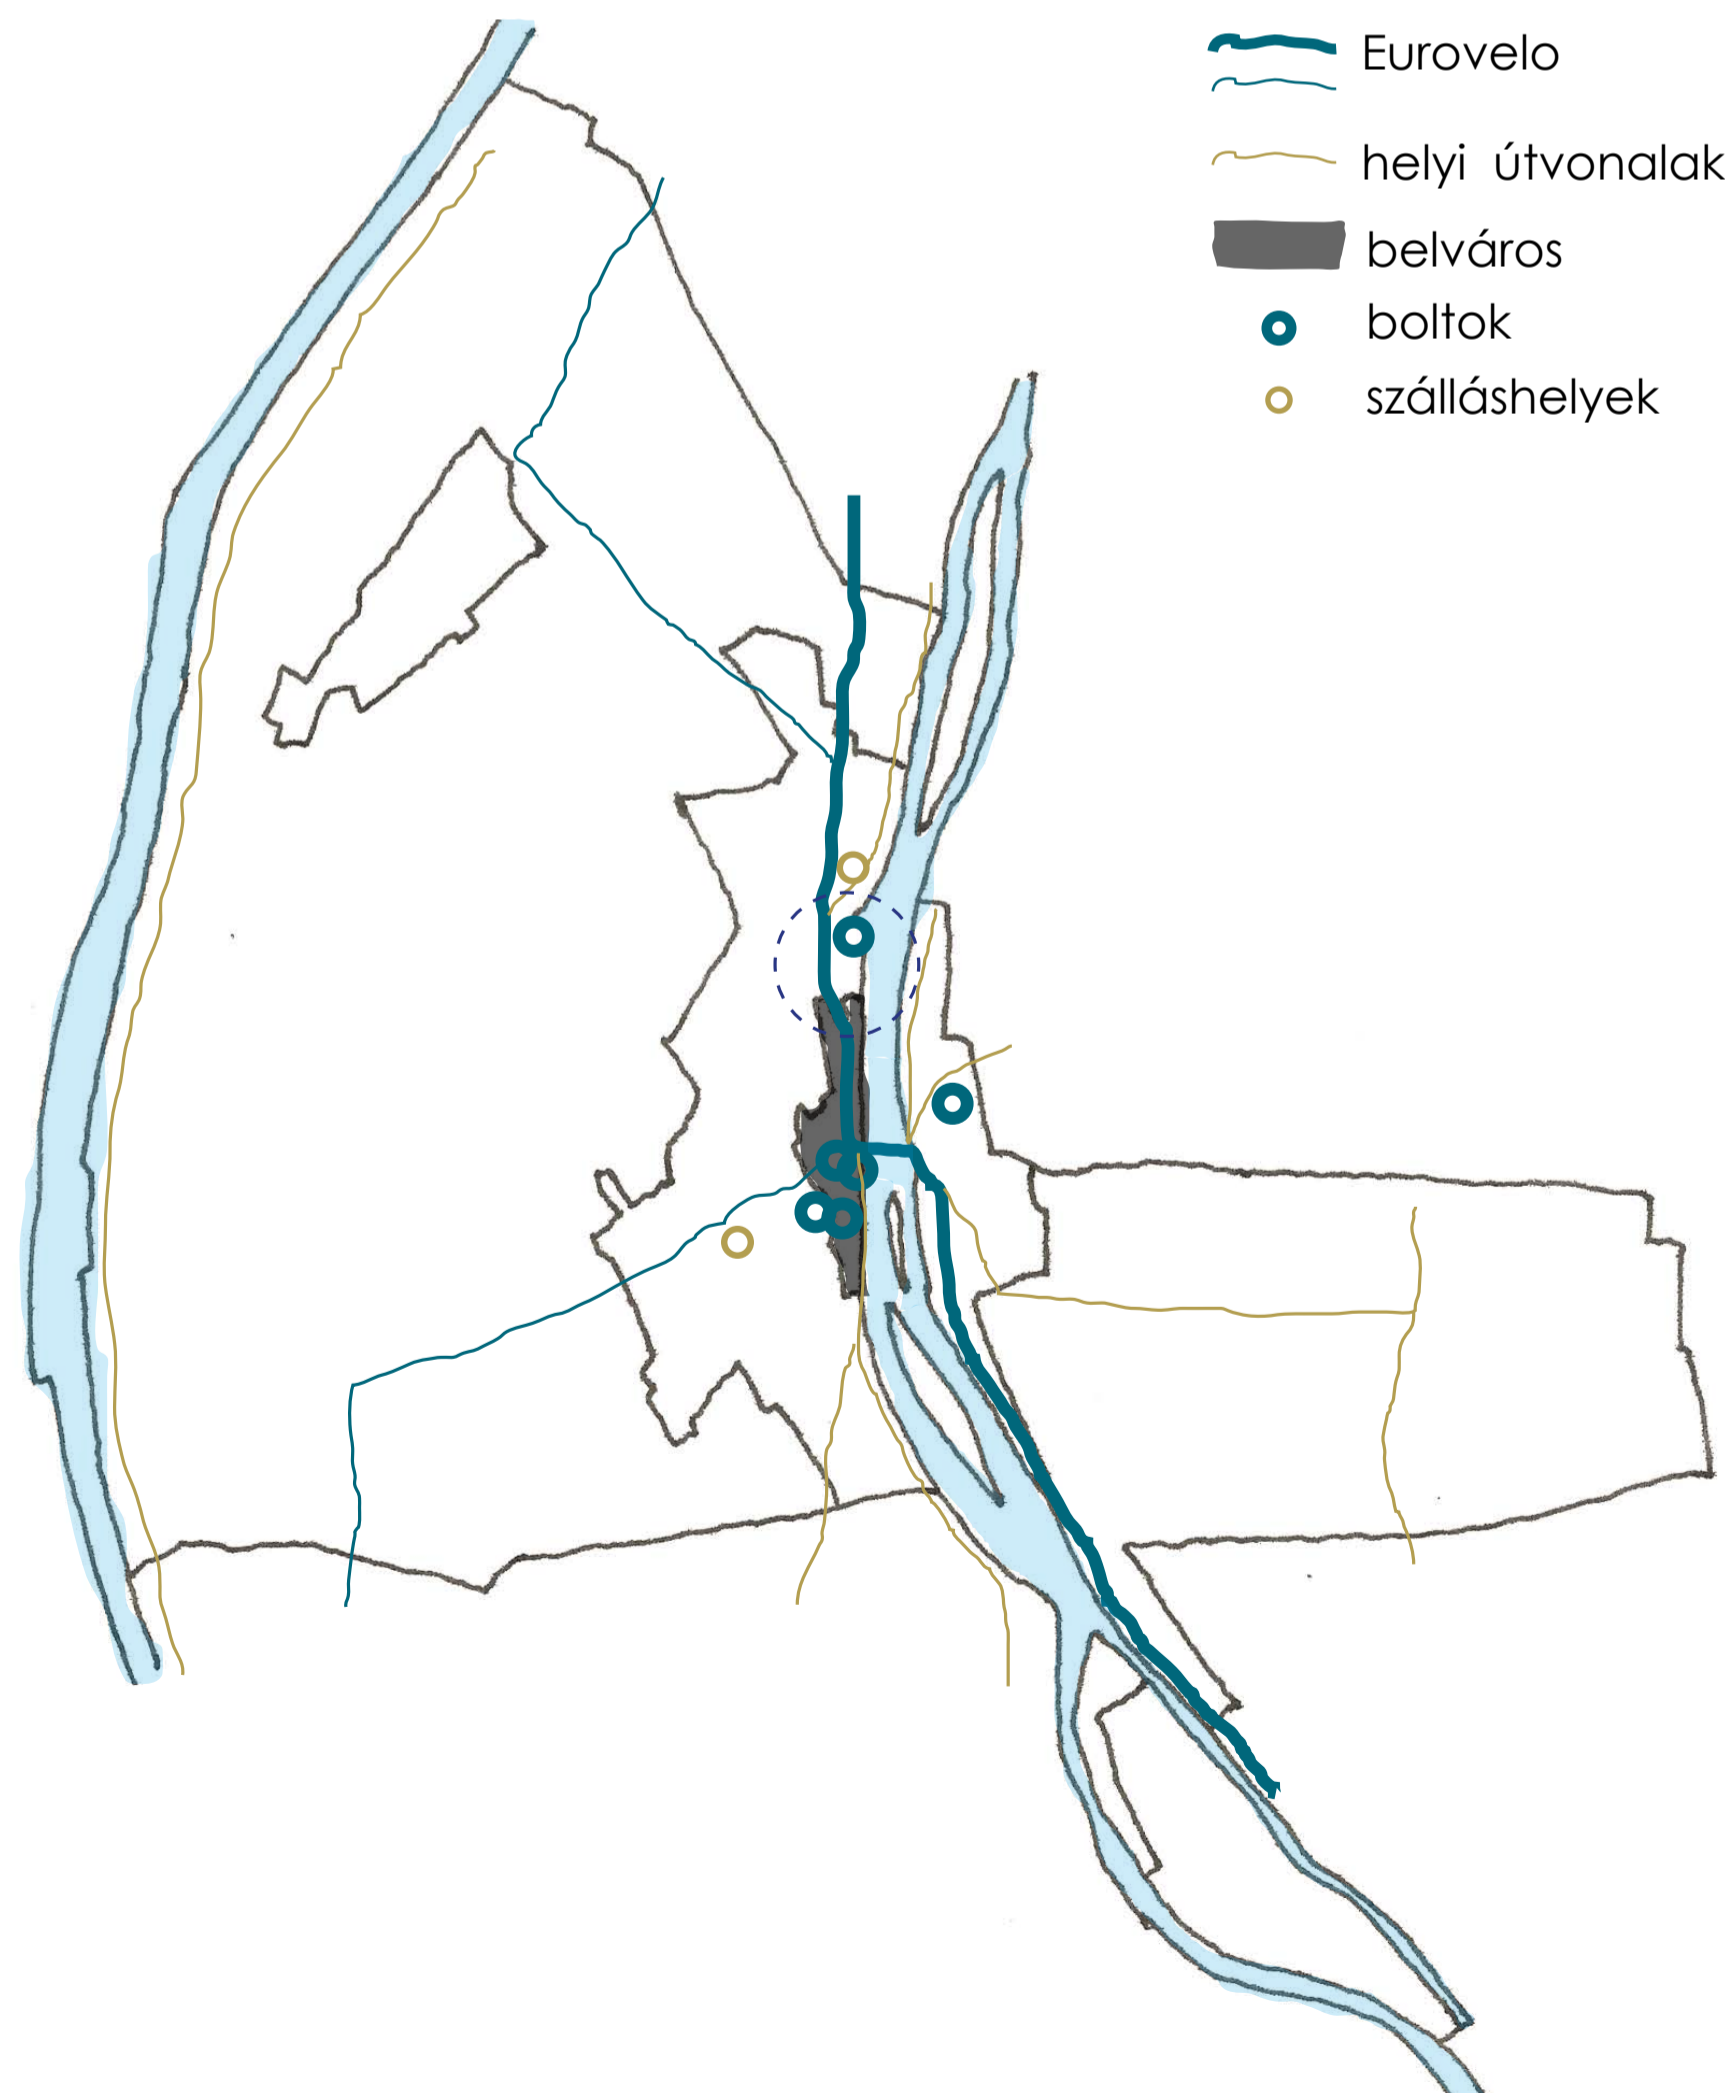 Eurovelo
helyi útvonalak
belváros
boltok
szálláshelyek